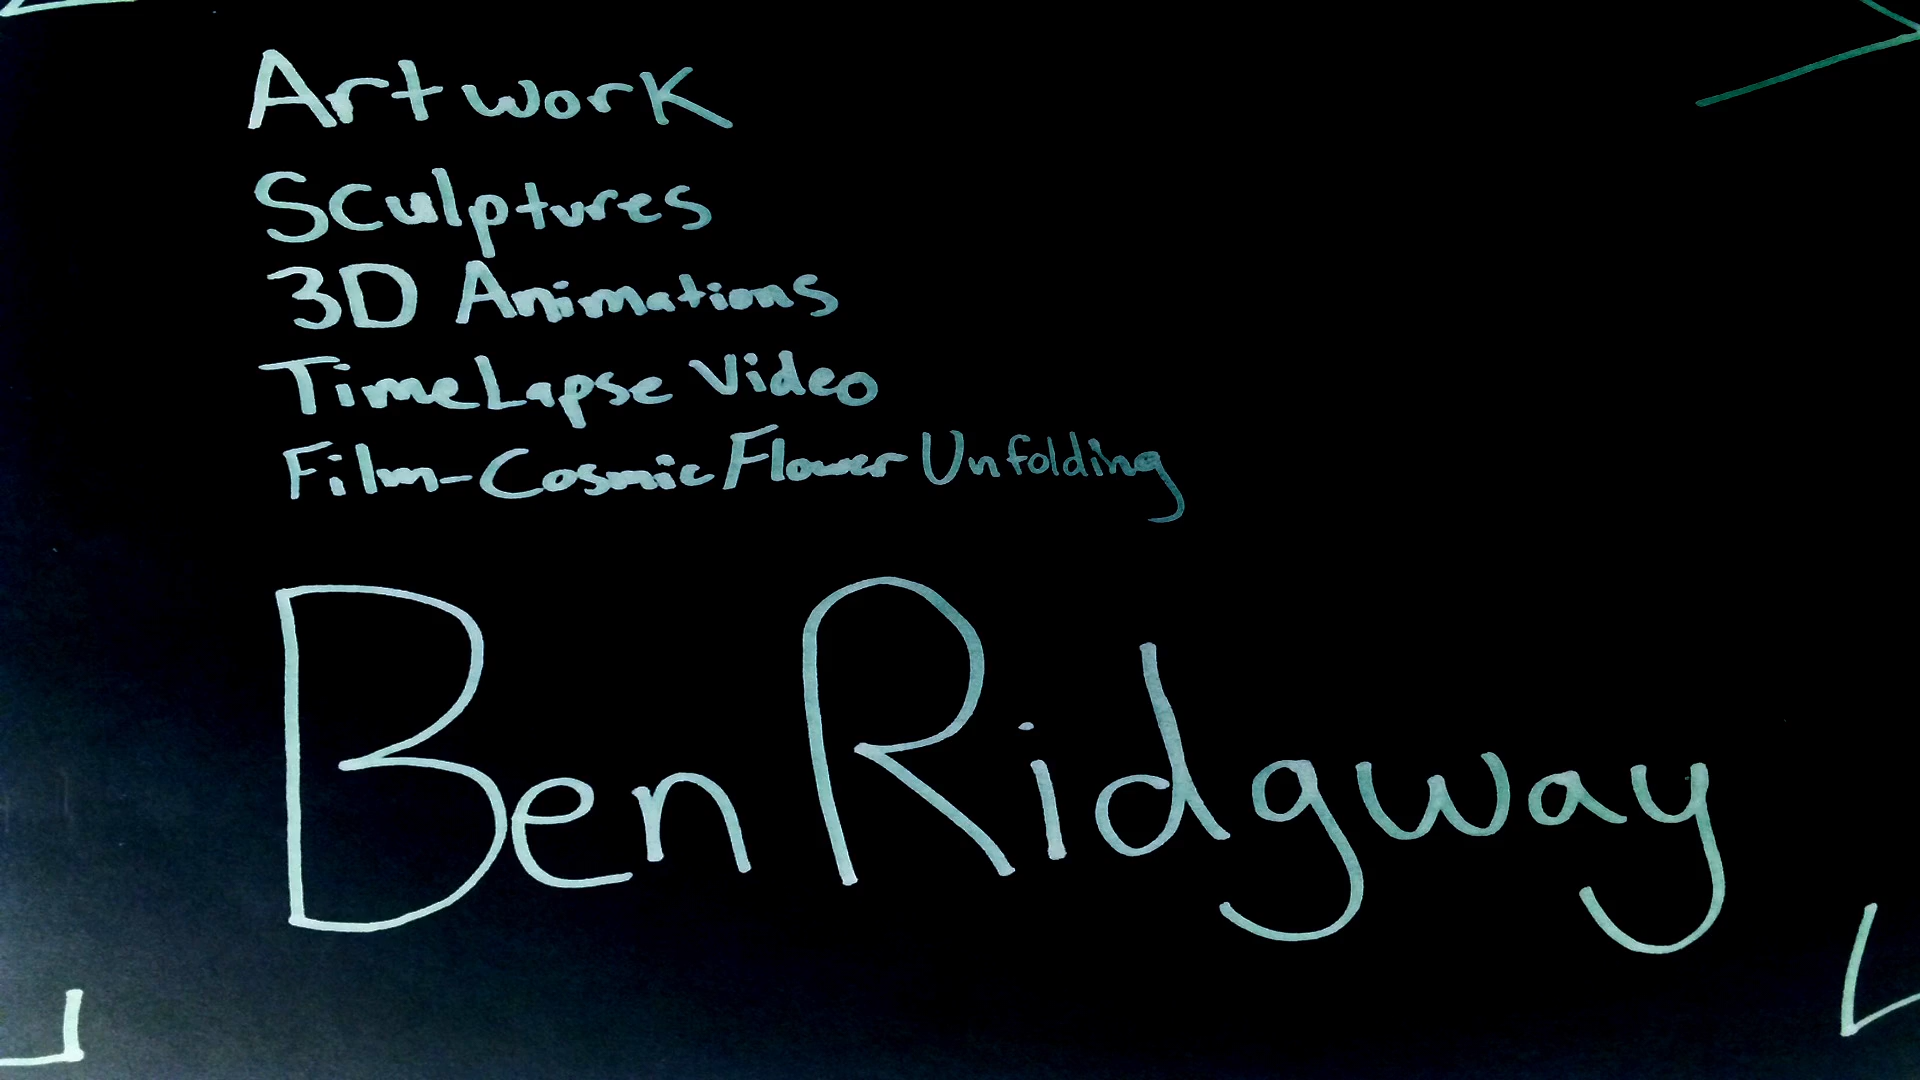 Artwork
Sculptures
3D Animations
TimeLapse Video
Film-Cosmic Flower Unfolding
Ben Ridgway